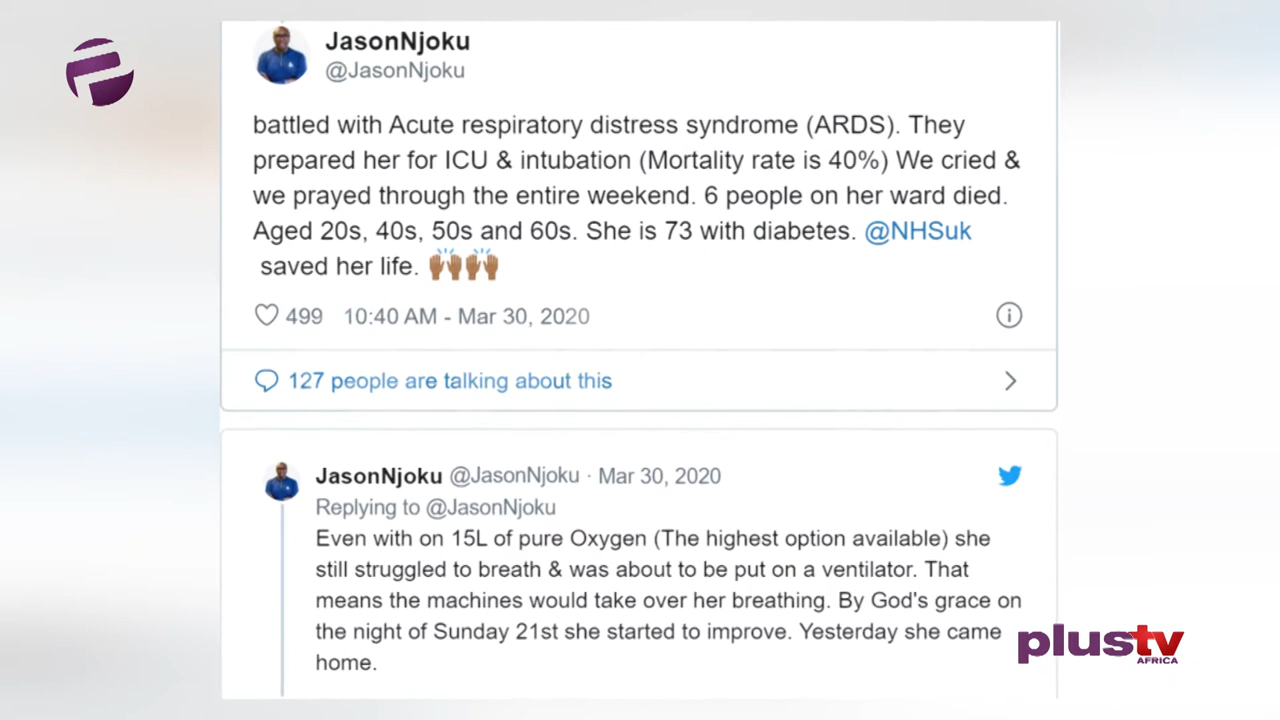 JasonNjoku
@JasonNjoku
battled with Acute respiratory distress syndrome (ARDS). They
prepared her for ICU & intubation (Mortality rate is 40%) We cried &
we prayed through the entire weekend. 6 people on her ward died.
Aged 20s, 40s, 50s and 60s. She is 73 with diabetes. @NHSuk
saved her life. 🙌🏾🙌🏾
499 10:40 AM - Mar 30, 2020
127 people are talking about this
JasonNjoku @JasonNjoku · Mar 30, 2020
Replying to @JasonNjoku
Even with on 15L of pure Oxygen (The highest option available) she
still struggled to breath & was about to be put on a ventilator. That
means the machines would take over her breathing. By God's grace on
the night of Sunday 21st she started to improve. Yesterday she came
home.
plustv
AFRICA